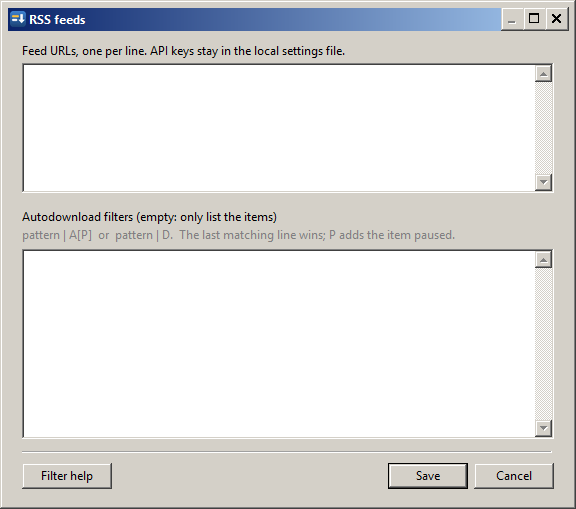 RSS feeds
Feed URLs, one per line. API keys stay in the local settings file.
Autodownload filters (empty: only list the items)
pattern | A[P]  or  pattern | D.  The last matching line wins; P adds the item paused.
Filter help
Save
Cancel